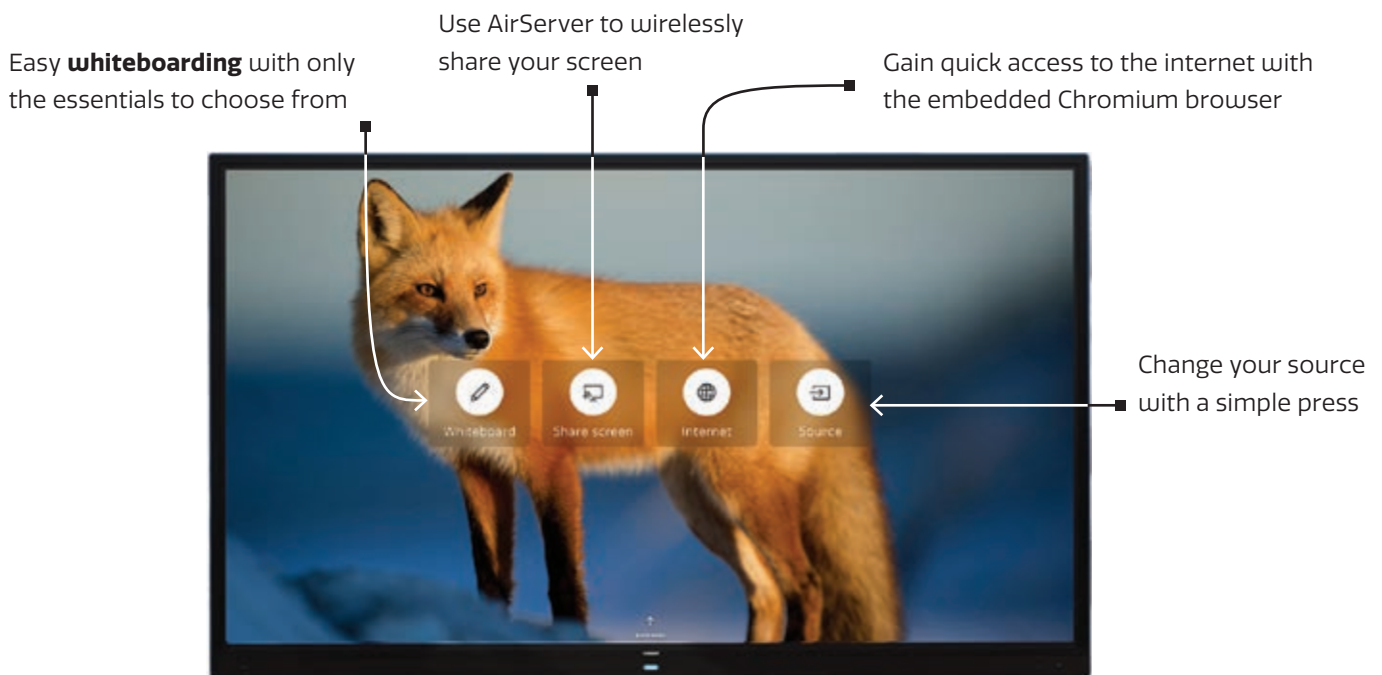 Use AirServer to wirelessly
share your screen
Easy whiteboarding with only
the essentials to choose from
Gain quick access to the internet with
the embedded Chromium browser
Change your source
with a simple press
Whiteboard
Share screen
Internet
Source